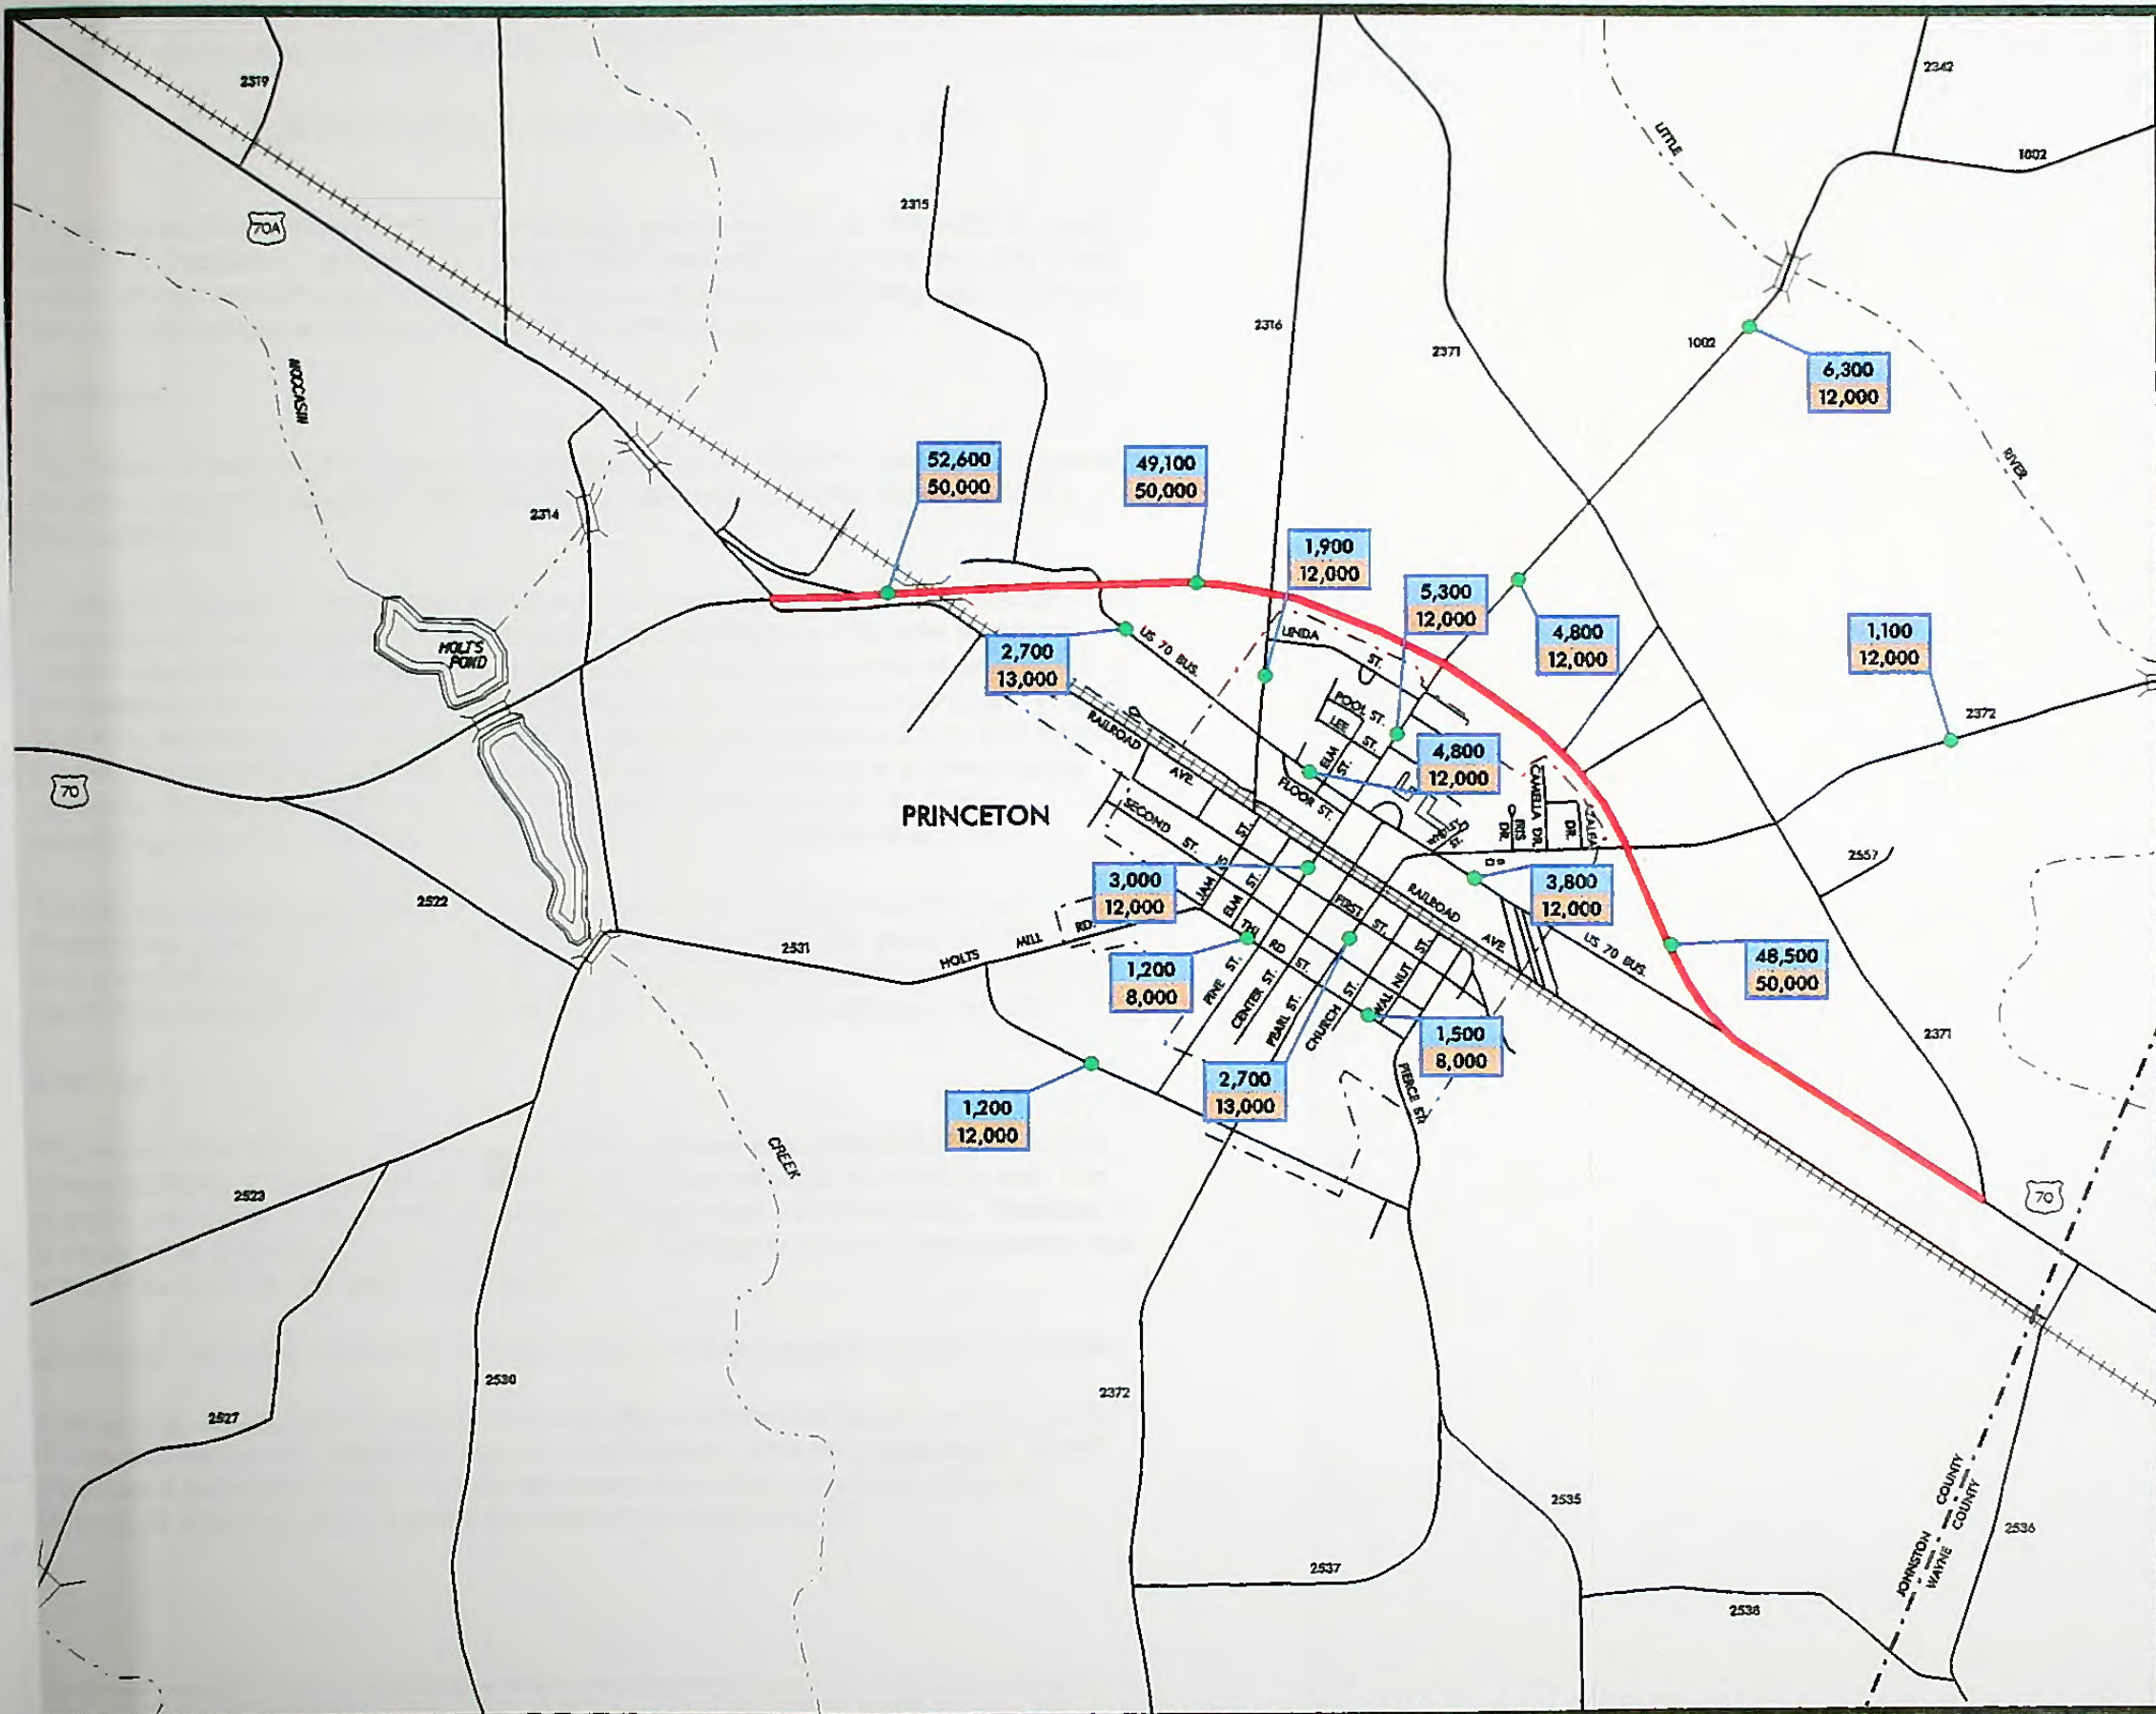 2319
2342
LITTLE
1002
70A
2315
2316
2371
1002
MOCCASIN
6,300
12,000
RIVER
52,600
50,000
49,100
50,000
2314
1,900
12,000
5,300
12,000
4,800
12,000
1,100
12,000
HOLTS
POND
2,700
13,000
US 70 BUS.
LINDA
ST.
POOL ST.
LEE
ST.
ELM
ST.
2372
RAILROAD
AVE.
4,800
12,000
FLOOR ST.
CAMELLIA DR.
IRIS
DR.
DR.
AZALEA
70
PRINCETON
SECOND
ST.
ST.
2557
3,000
12,000
ELM
ST.
FIRST
ST.
RAILROAD
AVE.
3,800
12,000
2522
2531
HOLTS
MILL
RD.
RD
ST.
ST.
US 70 BUS.
1,200
8,000
PINE ST.
CENTER ST.
PEARL ST.
CHURCH
ST.
WALNUT
48,500
50,000
1,500
8,000
2371
2,700
13,000
PIERCE ST.
1,200
12,000
CREEK
2523
70
2530
2372
2527
2535
JOHNSTON COUNTY
WAYNE COUNTY
2536
2537
2538